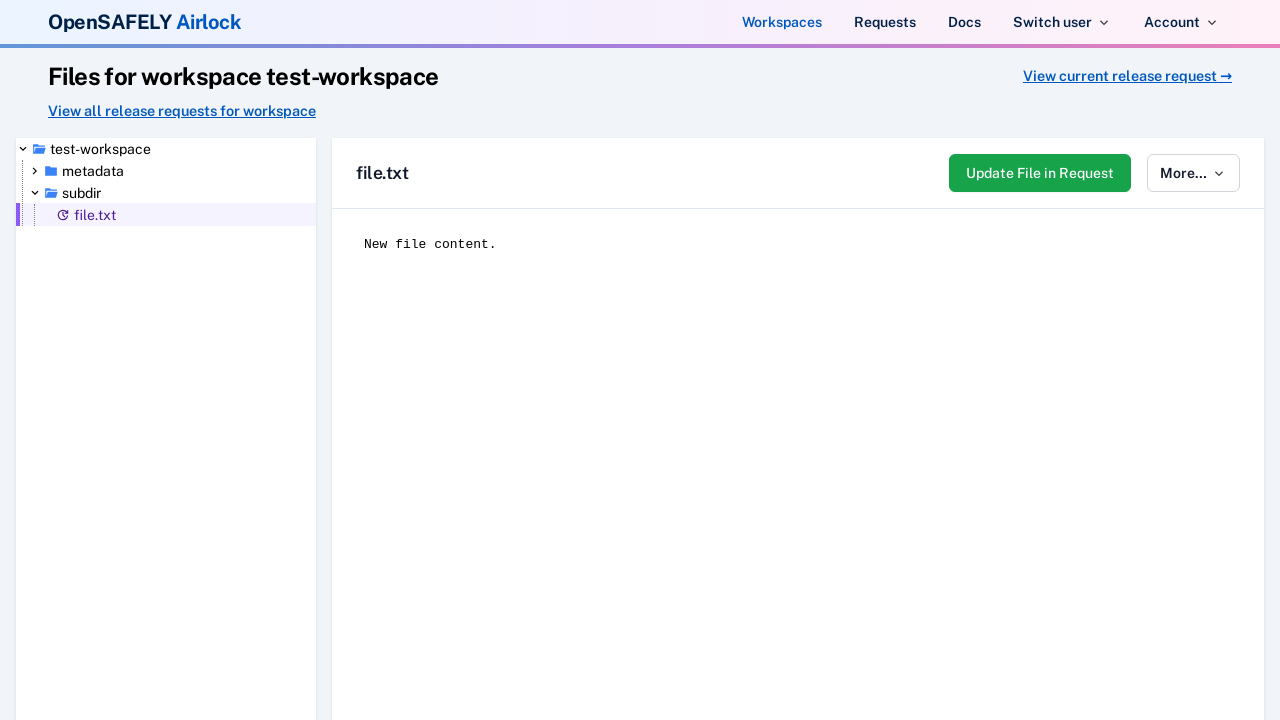 OpenSAFELY Airlock
Workspaces
Requests
Docs
Switch user
Account
Files for workspace test-workspace
View current release request →
View all release requests for workspace
test-workspace
metadata
subdir
file.txt
file.txt
Update File in Request
More...
New file content.